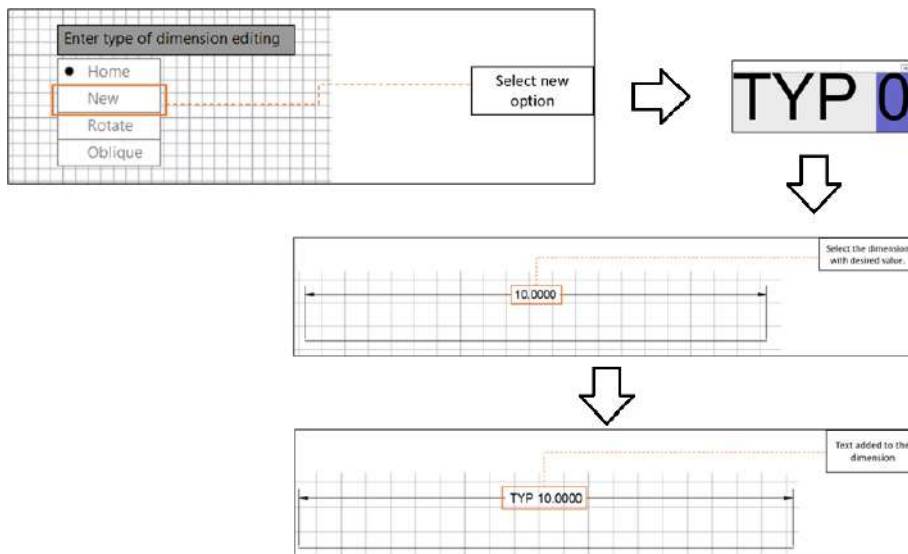 Enter type of dimension editing
Home
New
Rotate
Oblique
Select new
option
TYP 0
Select the dimension
with desired value.
10.0000
Text added to the
dimension
TYP 10.0000